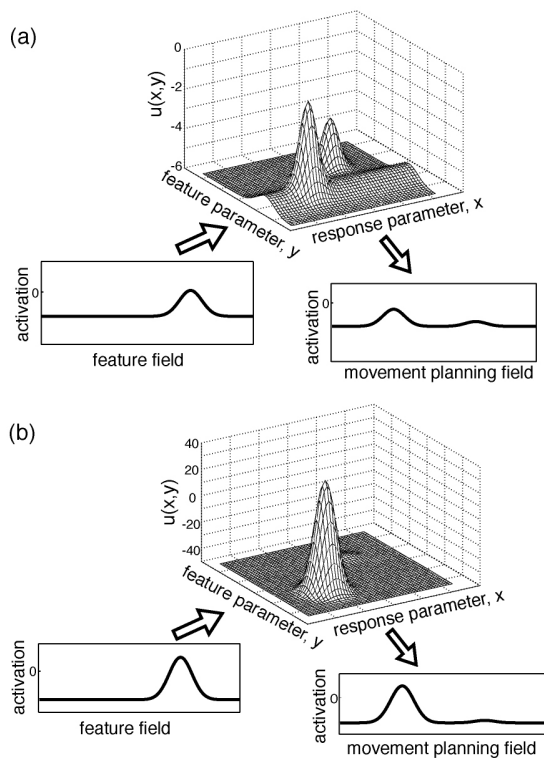 (a)
u(x,y)
0
-2
-4
-6
feature parameter, y
response parameter, x
activation
0
feature field
activation
0
movement planning field
(b)
u(x,y)
40
20
0
-20
-40
feature parameter, y
response parameter, x
activation
0
feature field
activation
0
movement planning field